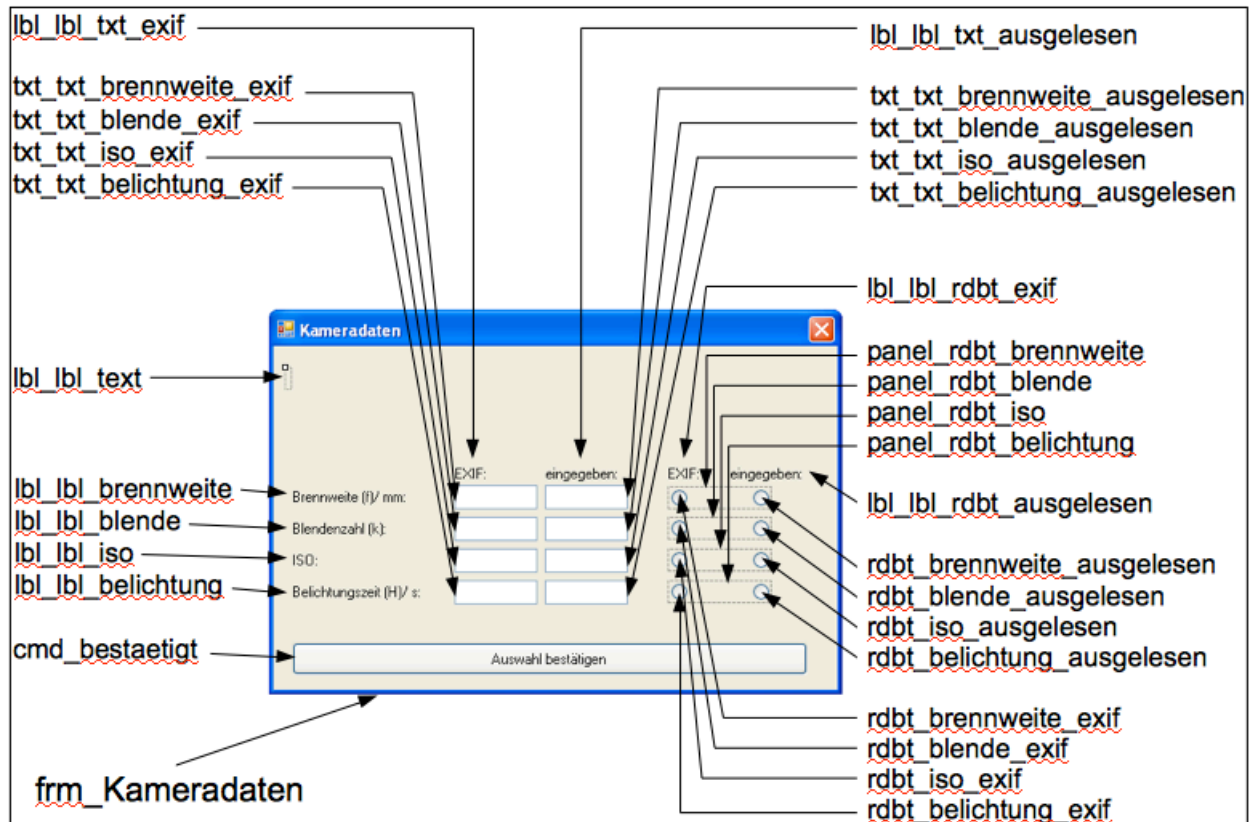 lbl_lbl_txt_exif
lbl_lbl_txt_ausgelesen
txt_txt_brennweite_exif
txt_txt_blende_exif
txt_txt_iso_exif
txt_txt_belichtung_exif
txt_txt_brennweite_ausgelesen
txt_txt_blende_ausgelesen
txt_txt_iso_ausgelesen
txt_txt_belichtung_ausgelesen
lbl_lbl_rdbt_exif
Kameradaten
panel_rdbt_brennweite
panel_rdbt_blende
panel_rdbt_iso
panel_rdbt_belichtung
lbl_lbl_text
EXIF: eingegeben: EXIF: eingegeben:
lbl_lbl_brennweite
lbl_lbl_blende
lbl_lbl_iso
lbl_lbl_belichtung
Brennweite (f)/ mm:
Blendenzahl (k):
ISO:
Belichtungszeit (H)/ s:
lbl_lbl_rdbt_ausgelesen
rdbt_brennweite_ausgelesen
rdbt_blende_ausgelesen
rdbt_iso_ausgelesen
rdbt_belichtung_ausgelesen
cmd_bestaetigt
Auswahl bestätigen
rdbt_brennweite_exif
rdbt_blende_exif
rdbt_iso_exif
rdbt_belichtung_exif
frm_Kameradaten